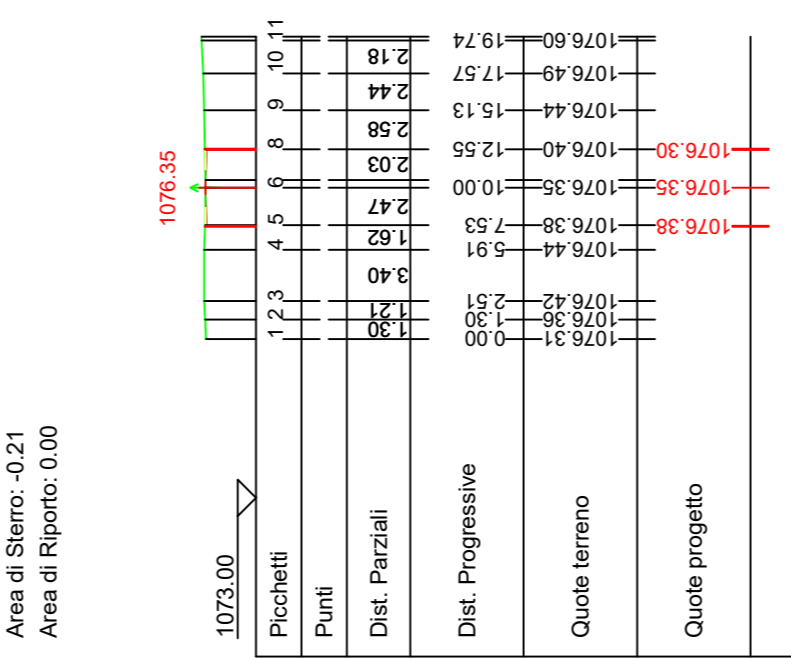 Area di Sterro: -0.21
Area di Riporto: 0.00
1076.35
1073.00
Picchetti 1 2 3 4 5 6 8 9 10 11
Punti
Dist. Parziali 1.30 1.21 3.40 1.62 2.47 2.03 2.58 2.44 2.18
Dist. Progressive 0.00 1.30 2.51 5.91 7.53 10.00 12.55 15.13 17.57 19.74
Quote terreno 1076.31 1076.36 1076.42 1076.44 1076.38 1076.35 1076.40 1076.44 1076.49 1076.60
Quote progetto 1076.38 1076.35 1076.30